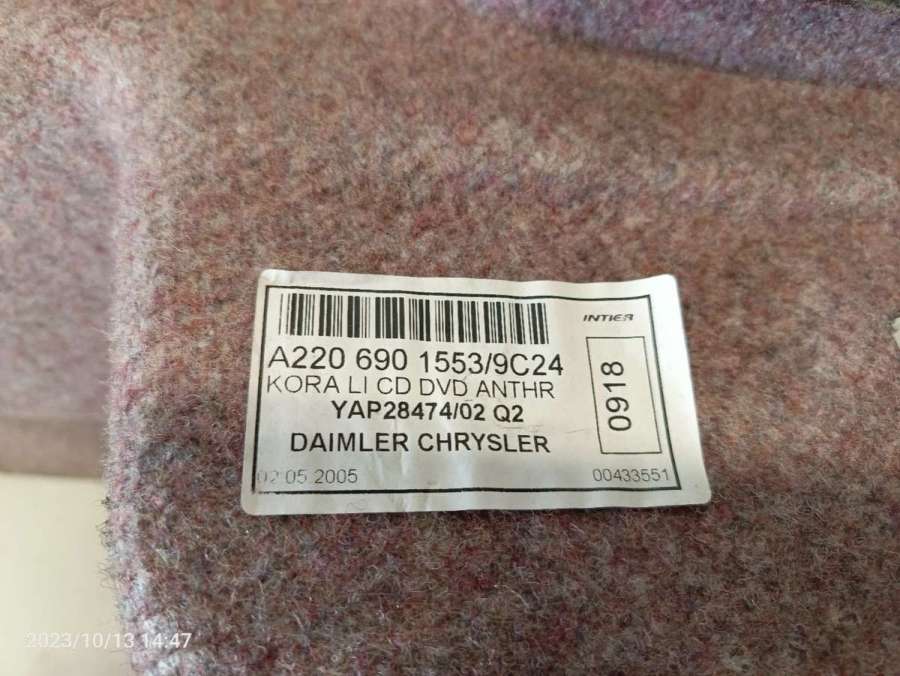 INTIER
A220 690 1553/9C24
KORA LI CD DVD ANTHR
YAP28474/02 Q2
DAIMLER CHRYSLER
0918
02.05.2005
00433551
2023/10/13 14:47